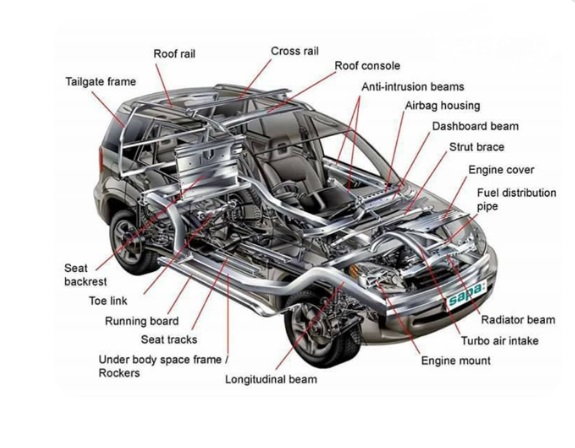 Cross rail
Roof rail
Roof console
Tailgate frame
Anti-intrusion beams
Airbag housing
Dashboard beam
Strut brace
Engine cover
Fuel distribution
pipe
sapa:
Seat
backrest
Toe link
Running board
Seat tracks
Under body space frame /
Rockers
Longitudinal beam
Radiator beam
Turbo air intake
Engine mount